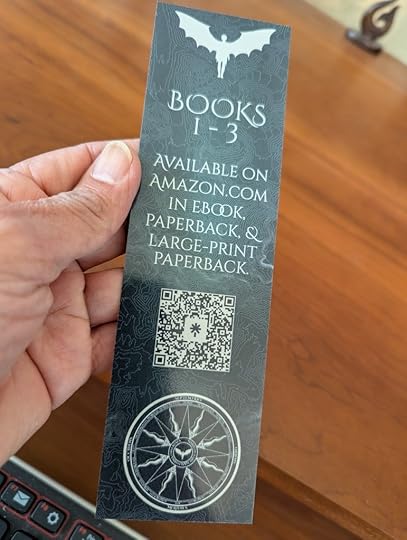 BOOKS
1 - 3
AVAILABLE ON
AMAZON.COM
IN EBOOK,
PAPERBACK, &
LARGE-PRINT
PAPERBACK.